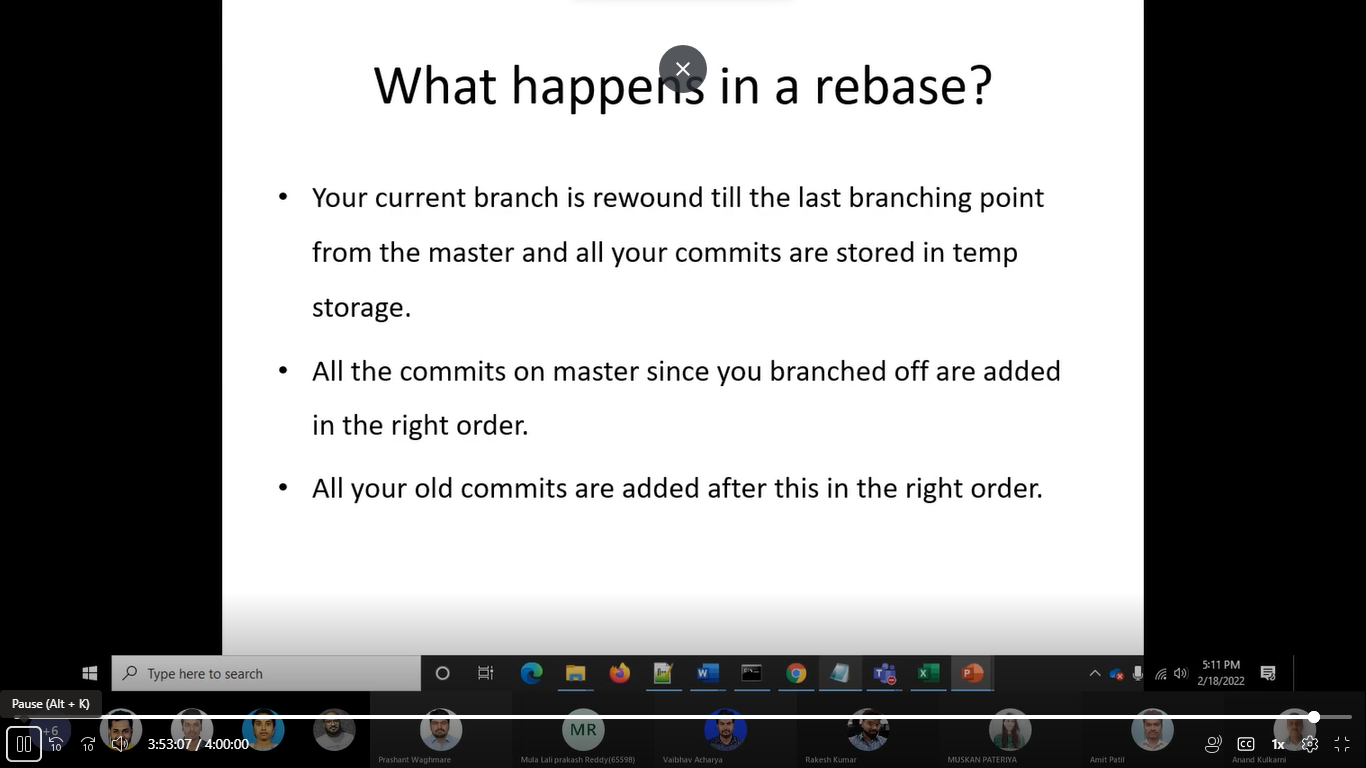 What happens in a rebase?
• Your current branch is rewound till the last branching point
from the master and all your commits are stored in temp
storage.
• All the commits on master since you branched off are added
in the right order.
• All your old commits are added after this in the right order.
Type here to search
5:11 PM
2/18/2022
Pause (Alt + K)
+6
MR
10
10
3:53:07 / 4:00:00
CC
1x
Prashant Waghmare
Mula Lali prakash Reddy(65598)
Vaibhav Acharya
Rakesh Kumar
MUSKAN PATERIYA
Amit Patil
Anand Kulkarni